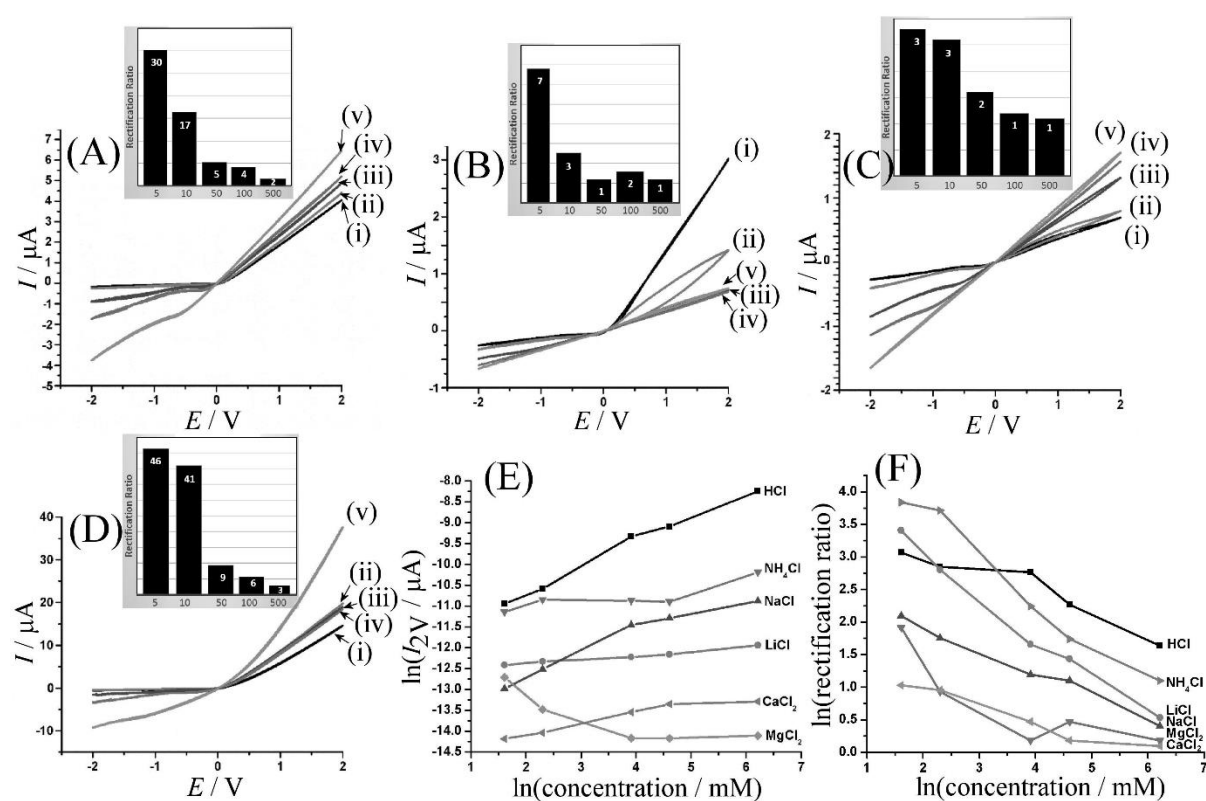 (A)
Rectification Ratio
30
17
5
4
2
5 10 50 100 500
(v)
(iv)
(iii)
(ii)
(i)
I / µA
7
6
5
4
3
2
1
0
-1
-2
-3
-4
-5
-2 -1 0 1 2
E / V
(B)
Rectification Ratio
7
3
1
2
1
5 10 50 100 500
(i)
(ii)
(v)
(iii)
(iv)
I / µA
3
2
1
0
-1
-2 -1 0 1 2
E / V
(C)
Rectification Ratio
3
3
2
1
1
5 10 50 100 500
(v)
(iv)
(iii)
(ii)
(i)
I / µA
2
1
0
-1
-2
-2 -1 0 1 2
E / V
(D)
Rectification Ratio
46
41
9
6
3
5 10 50 100 500
(v)
(ii)
(iii)
(iv)
(i)
I / µA
40
30
20
10
0
-10
-20
-2 -1 0 1 2
E / V
(E)
ln(I2V / µA)
-8.0
-8.5
-9.0
-9.5
-10.0
-10.5
-11.0
-11.5
-12.0
-12.5
-13.0
-13.5
-14.0
-14.5
HCl
NH4Cl
NaCl
LiCl
CaCl2
MgCl2
1 2 3 4 5 6 7
ln(concentration / mM)
(F)
ln(rectification ratio)
4.0
3.5
3.0
2.5
2.0
1.5
1.0
0.5
0.0
HCl
NH4Cl
LiCl
NaCl
MgCl2
CaCl2
1 2 3 4 5 6 7
ln(concentration / mM)